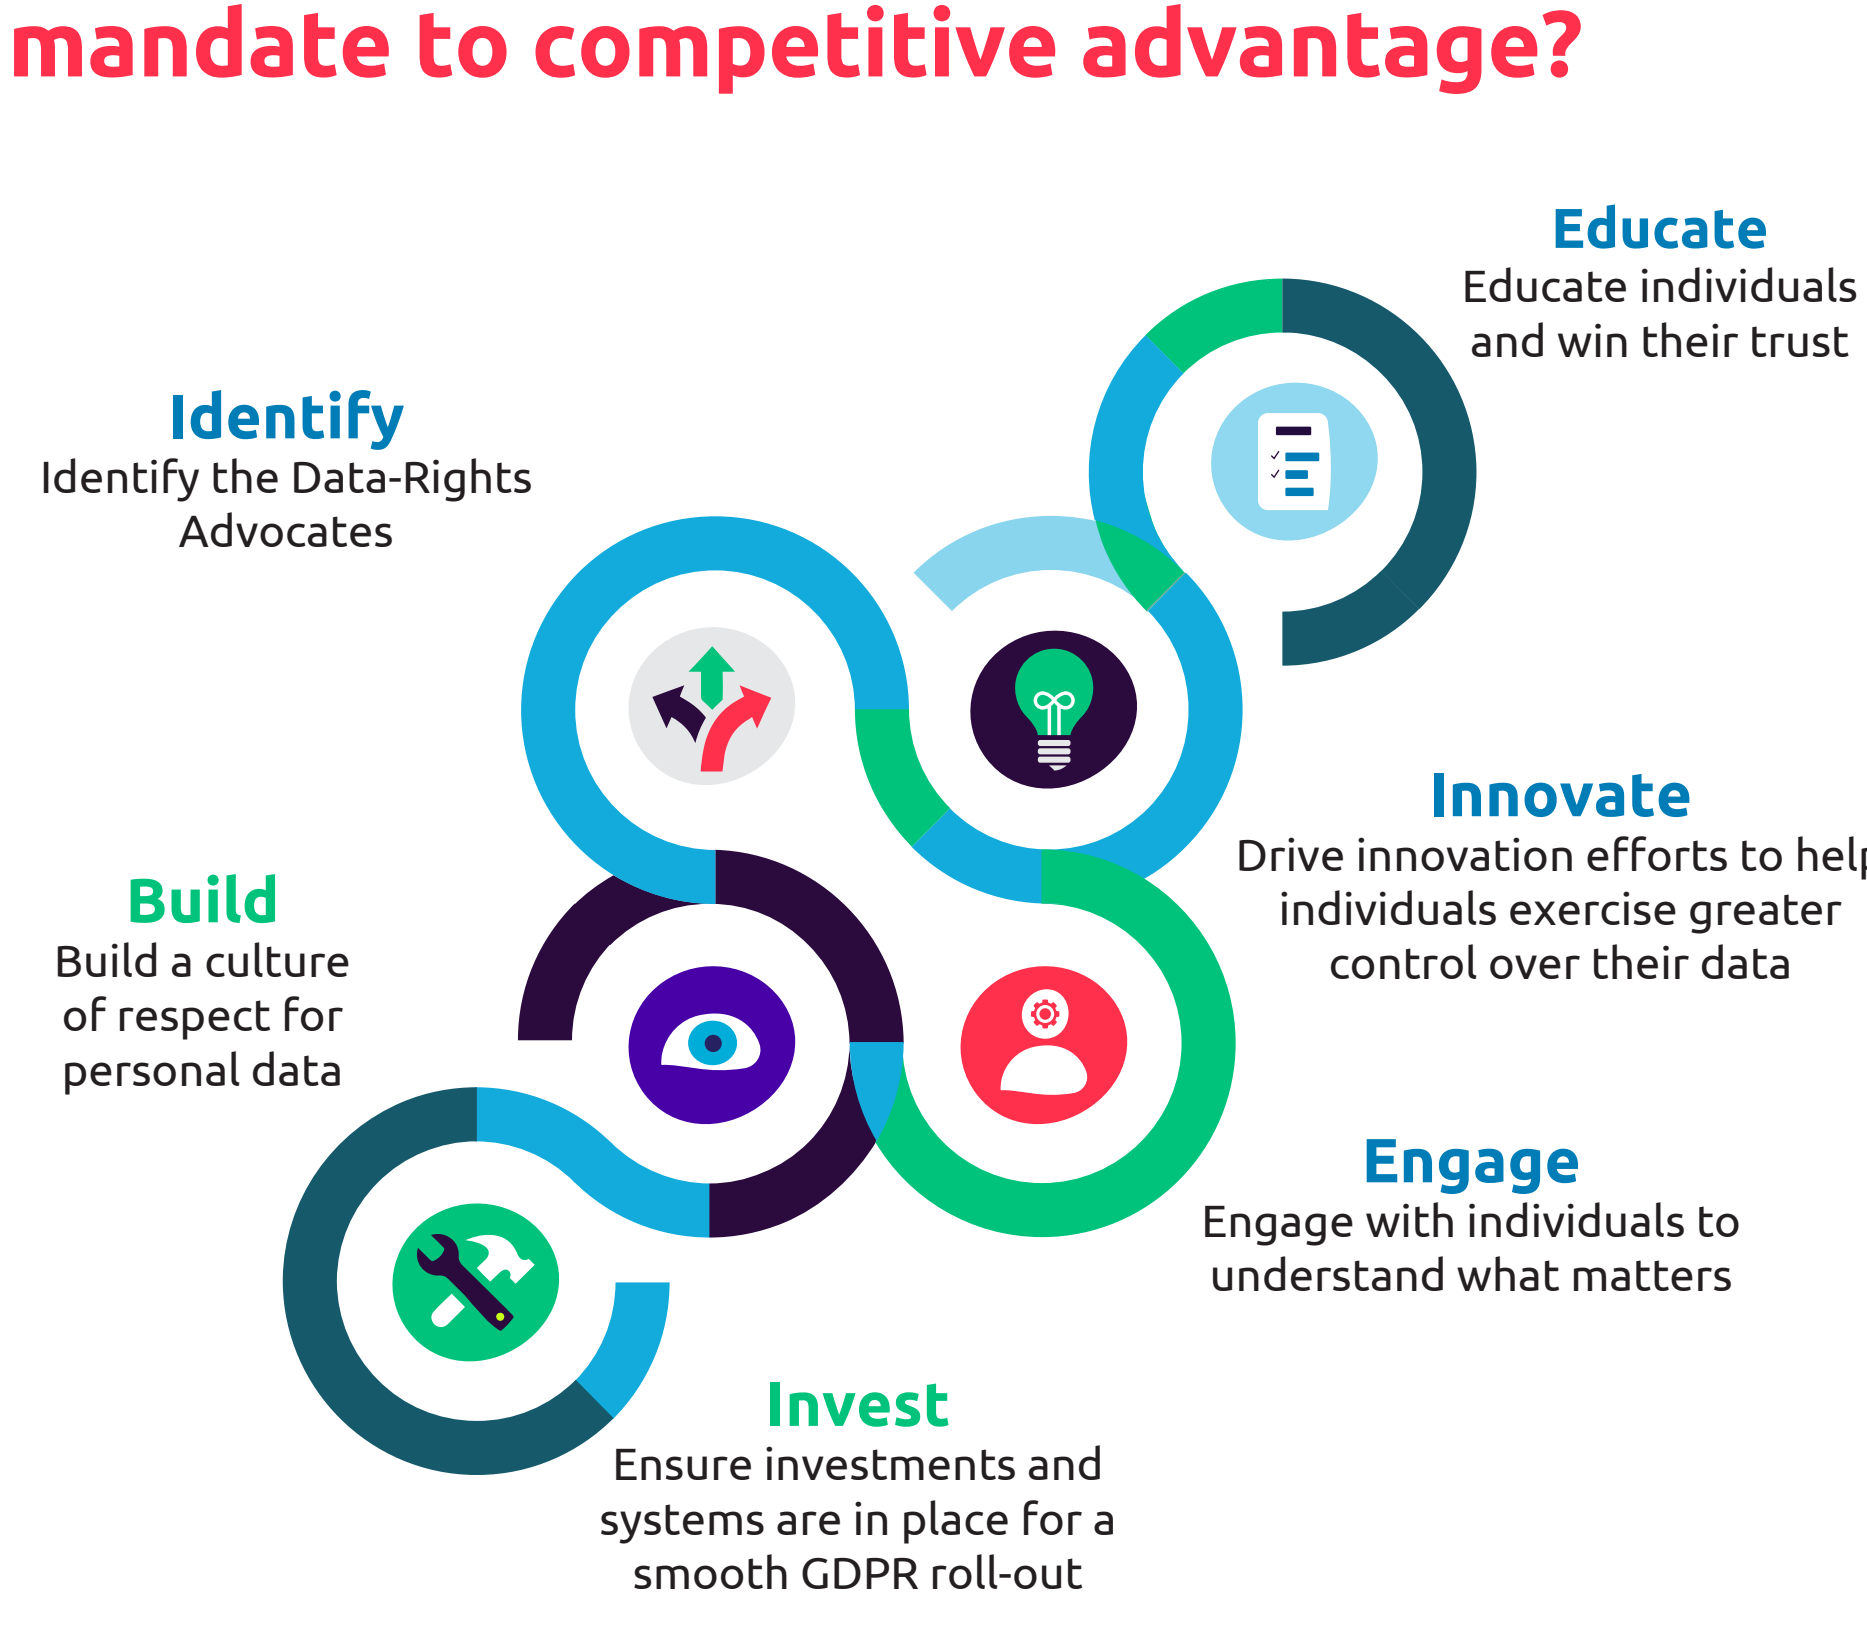 mandate to competitive advantage?
Educate
Educate individuals
and win their trust
Identify
Identify the Data-Rights
Advocates
Innovate
Drive innovation efforts to help
individuals exercise greater
control over their data
Build
Build a culture
of respect for
personal data
Engage
Engage with individuals to
understand what matters
Invest
Ensure investments and
systems are in place for a
smooth GDPR roll-out